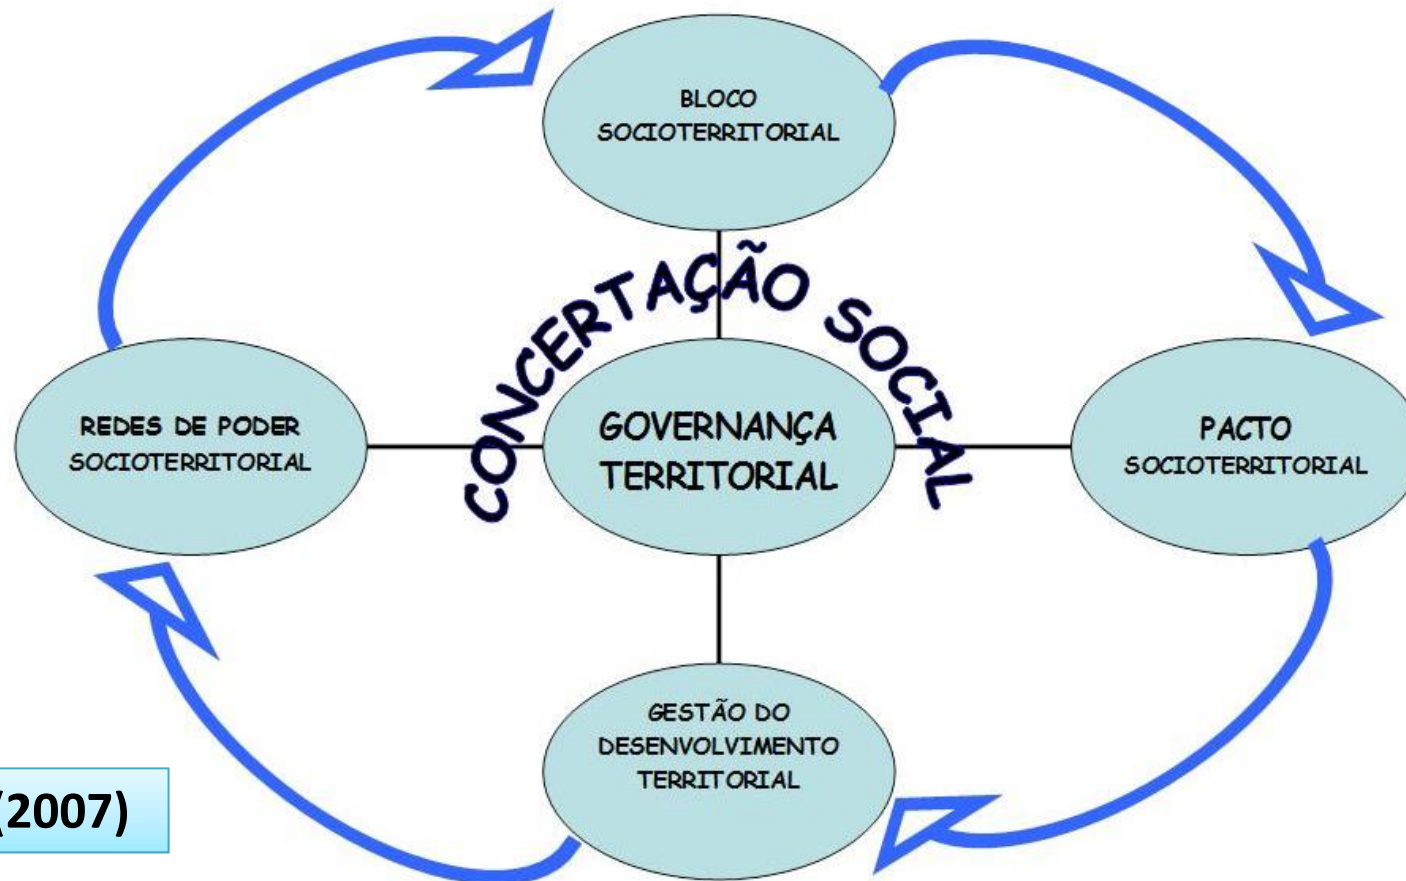 BLOCO
SOCIOTERRITORIAL
CONCERTAÇÃO SOCIAL
REDES DE PODER
SOCIOTERRITORIAL
GOVERNANÇA
TERRITORIAL
PACTO
SOCIOTERRITORIAL
GESTÃO DO
DESENVOLVIMENTO
TERRITORIAL
(2007)